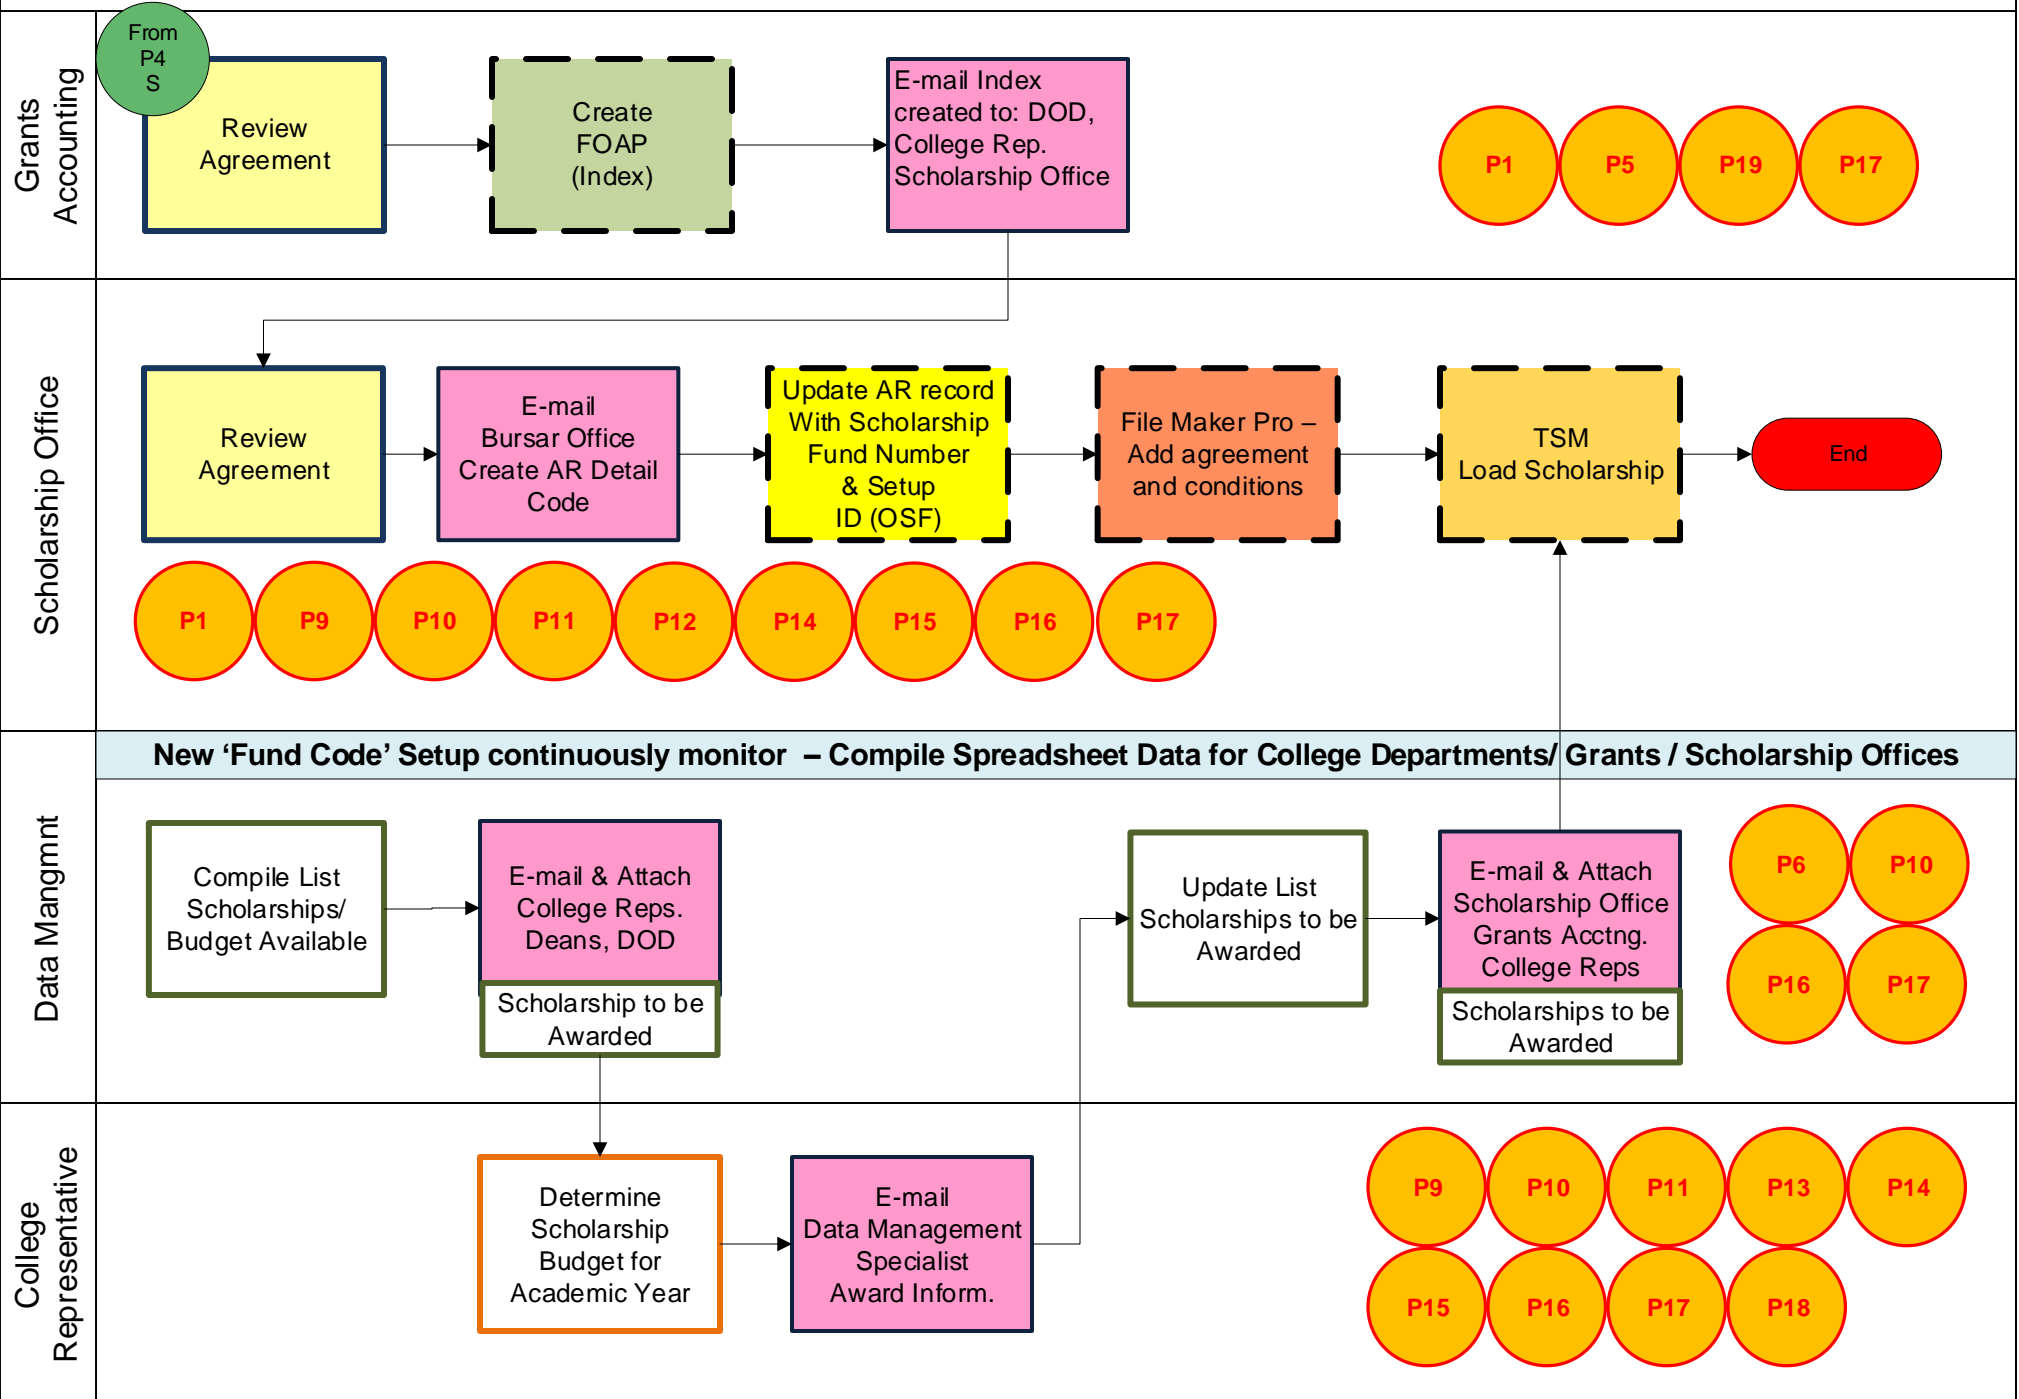 Grants
Accounting
From
P4
S
Review
Agreement
Create
FOAP
(Index)
E-mail Index
created to: DOD,
College Rep.
Scholarship Office
P1
P5
P19
P17
Scholarship Office
Review
Agreement
E-mail
Bursar Office
Create AR Detail
Code
Update AR record
With Scholarship
Fund Number
& Setup
ID (OSF)
File Maker Pro –
Add agreement
and conditions
TSM
Load Scholarship
End
P1
P9
P10
P11
P12
P14
P15
P16
P17
New ‘Fund Code’ Setup continuously monitor – Compile Spreadsheet Data for College Departments/ Grants / Scholarship Offices
Data Mangmnt
Compile List
Scholarships/
Budget Available
E-mail & Attach
College Reps.
Deans, DOD
Scholarship to be
Awarded
Update List
Scholarships to be
Awarded
E-mail & Attach
Scholarship Office
Grants Acctng.
College Reps
Scholarships to be
Awarded
P6
P10
P16
P17
College
Representative
Determine
Scholarship
Budget for
Academic Year
E-mail
Data Management
Specialist
Award Inform.
P9
P10
P11
P13
P14
P15
P16
P17
P18